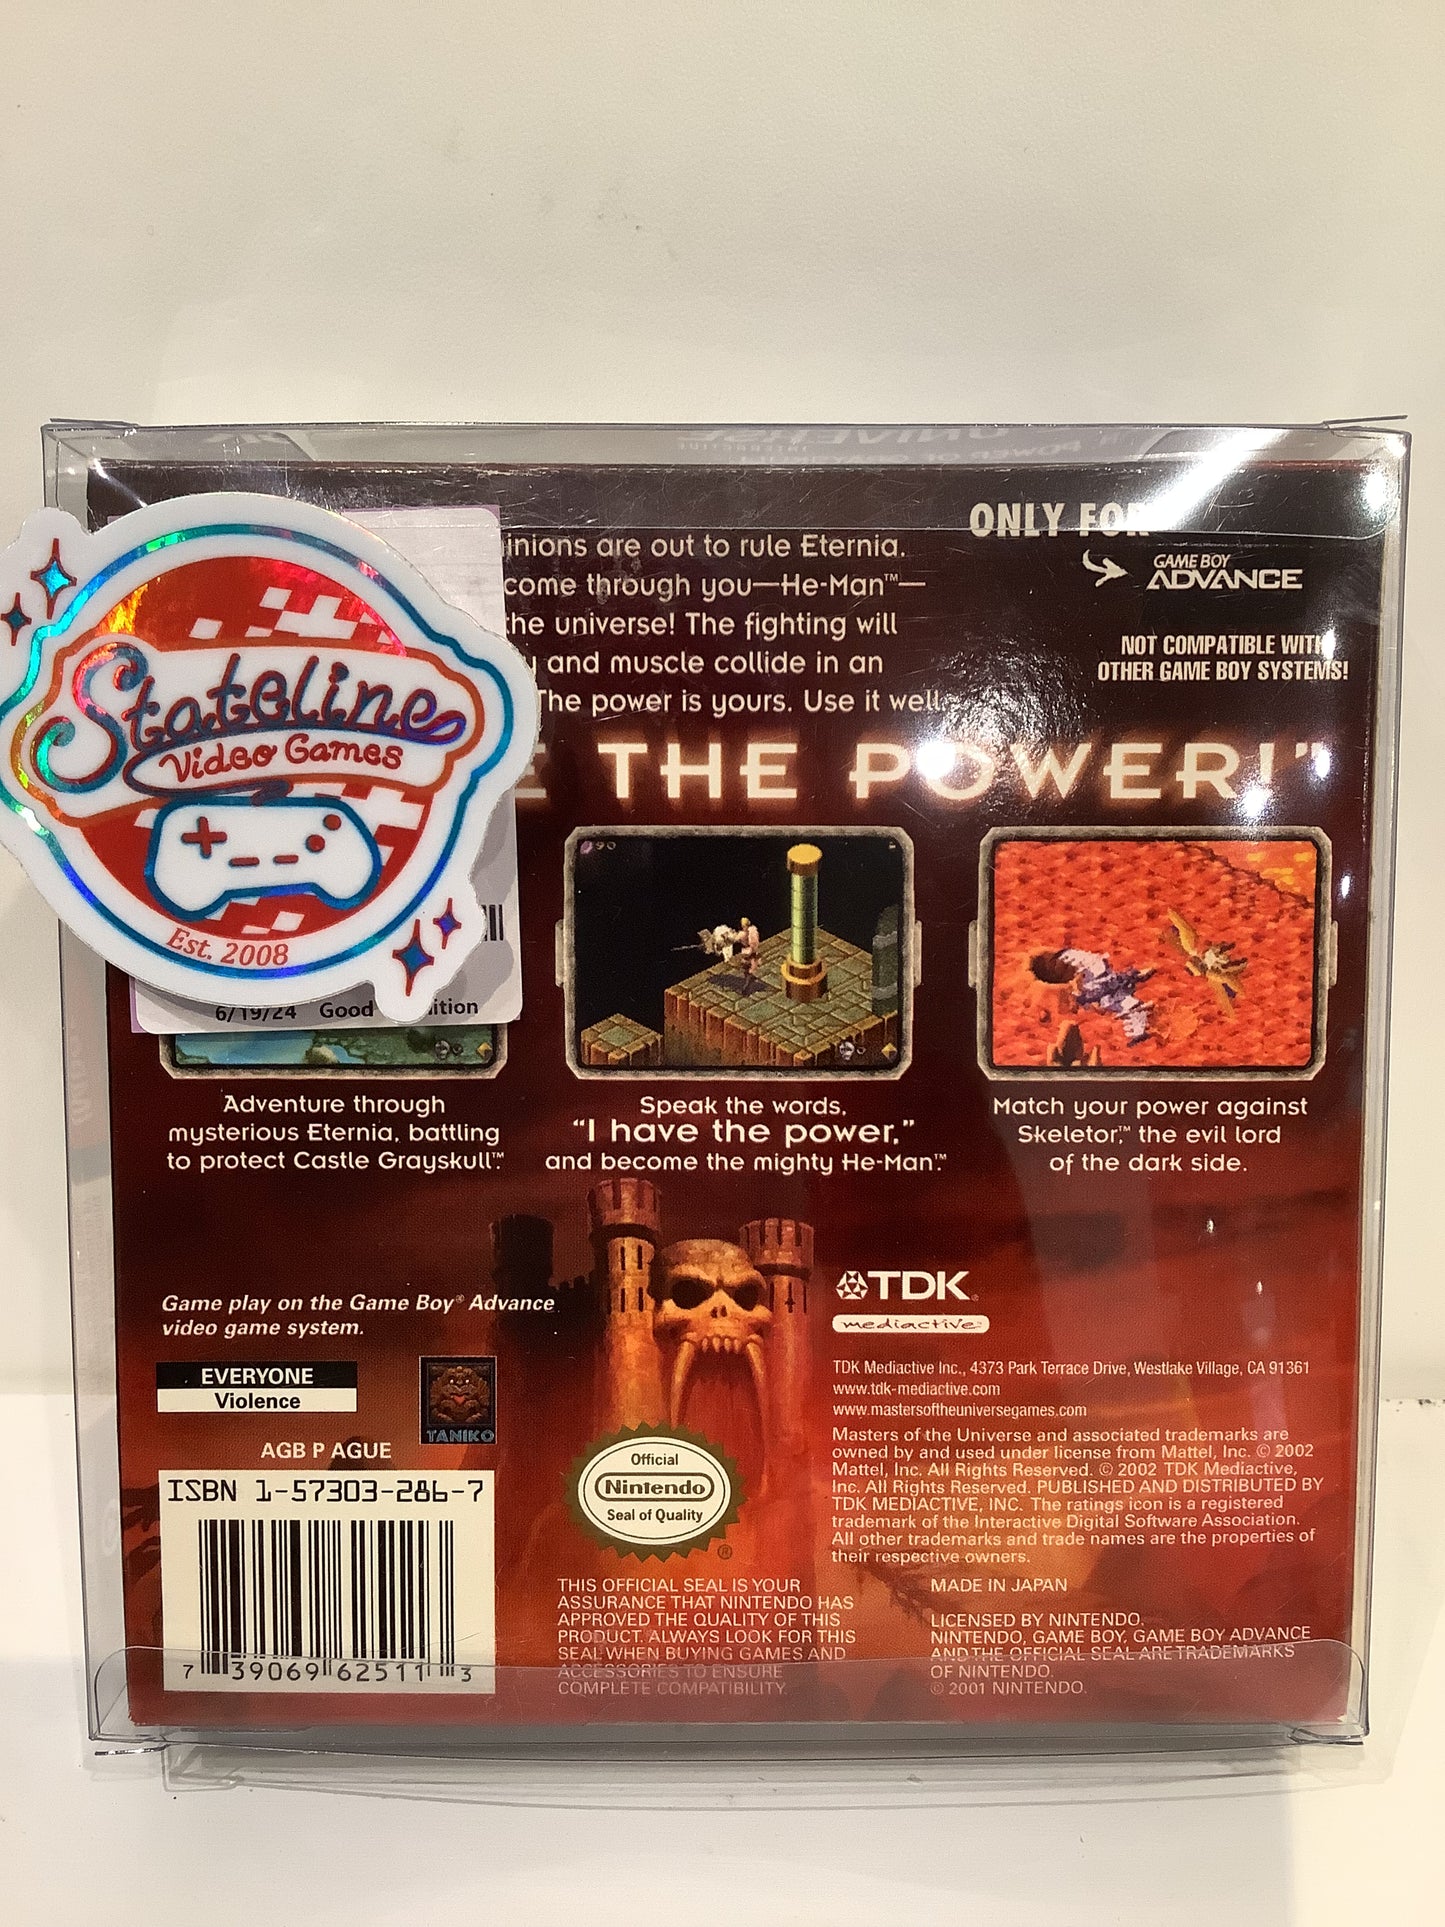 ONLY FOR
GAME BOY
ADVANCE
NOT COMPATIBLE WITH
OTHER GAME BOY SYSTEMS!
are out to rule Eternia.
come through you—He-Man™—
the universe! The fighting will
and muscle collide in an
The power is yours. Use it well.
THE POWER!"
Stateline
Video Games
Est. 2008
6/19/24 Good
90
Adventure through
mysterious Eternia, battling
to protect Castle Grayskull™.
Speak the words,
"I have the power,"
and become the mighty He-Man™.
Match your power against
Skeletor,™ the evil lord
of the dark side.
Game play on the Game Boy® Advance
video game system.
EVERYONE
Violence
TANIKO
AGB P AGUE
ISBN 1-57303-286-7
7 39069 62511 3
Official
Nintendo
Seal of Quality
®
THIS OFFICIAL SEAL IS YOUR
ASSURANCE THAT NINTENDO HAS
APPROVED THE QUALITY OF THIS
PRODUCT. ALWAYS LOOK FOR THIS
SEAL WHEN BUYING GAMES AND
ACCESSORIES TO ENSURE
COMPLETE COMPATIBILITY.
TDK®
mediactive™
TDK Mediactive Inc., 4373 Park Terrace Drive, Westlake Village, CA 91361
www.tdk-mediactive.com
www.mastersoftheuniversegames.com
Masters of the Universe and associated trademarks are
owned by and used under license from Mattel, Inc. © 2002
Mattel, Inc. All Rights Reserved. © 2002 TDK Mediactive,
Inc. All Rights Reserved. PUBLISHED AND DISTRIBUTED BY
TDK MEDIACTIVE, INC. The ratings icon is a registered
trademark of the Interactive Digital Software Association.
All other trademarks and trade names are the properties of
their respective owners.
MADE IN JAPAN
LICENSED BY NINTENDO.
NINTENDO, GAME BOY, GAME BOY ADVANCE
AND THE OFFICIAL SEAL ARE TRADEMARKS
OF NINTENDO.
© 2001 NINTENDO.